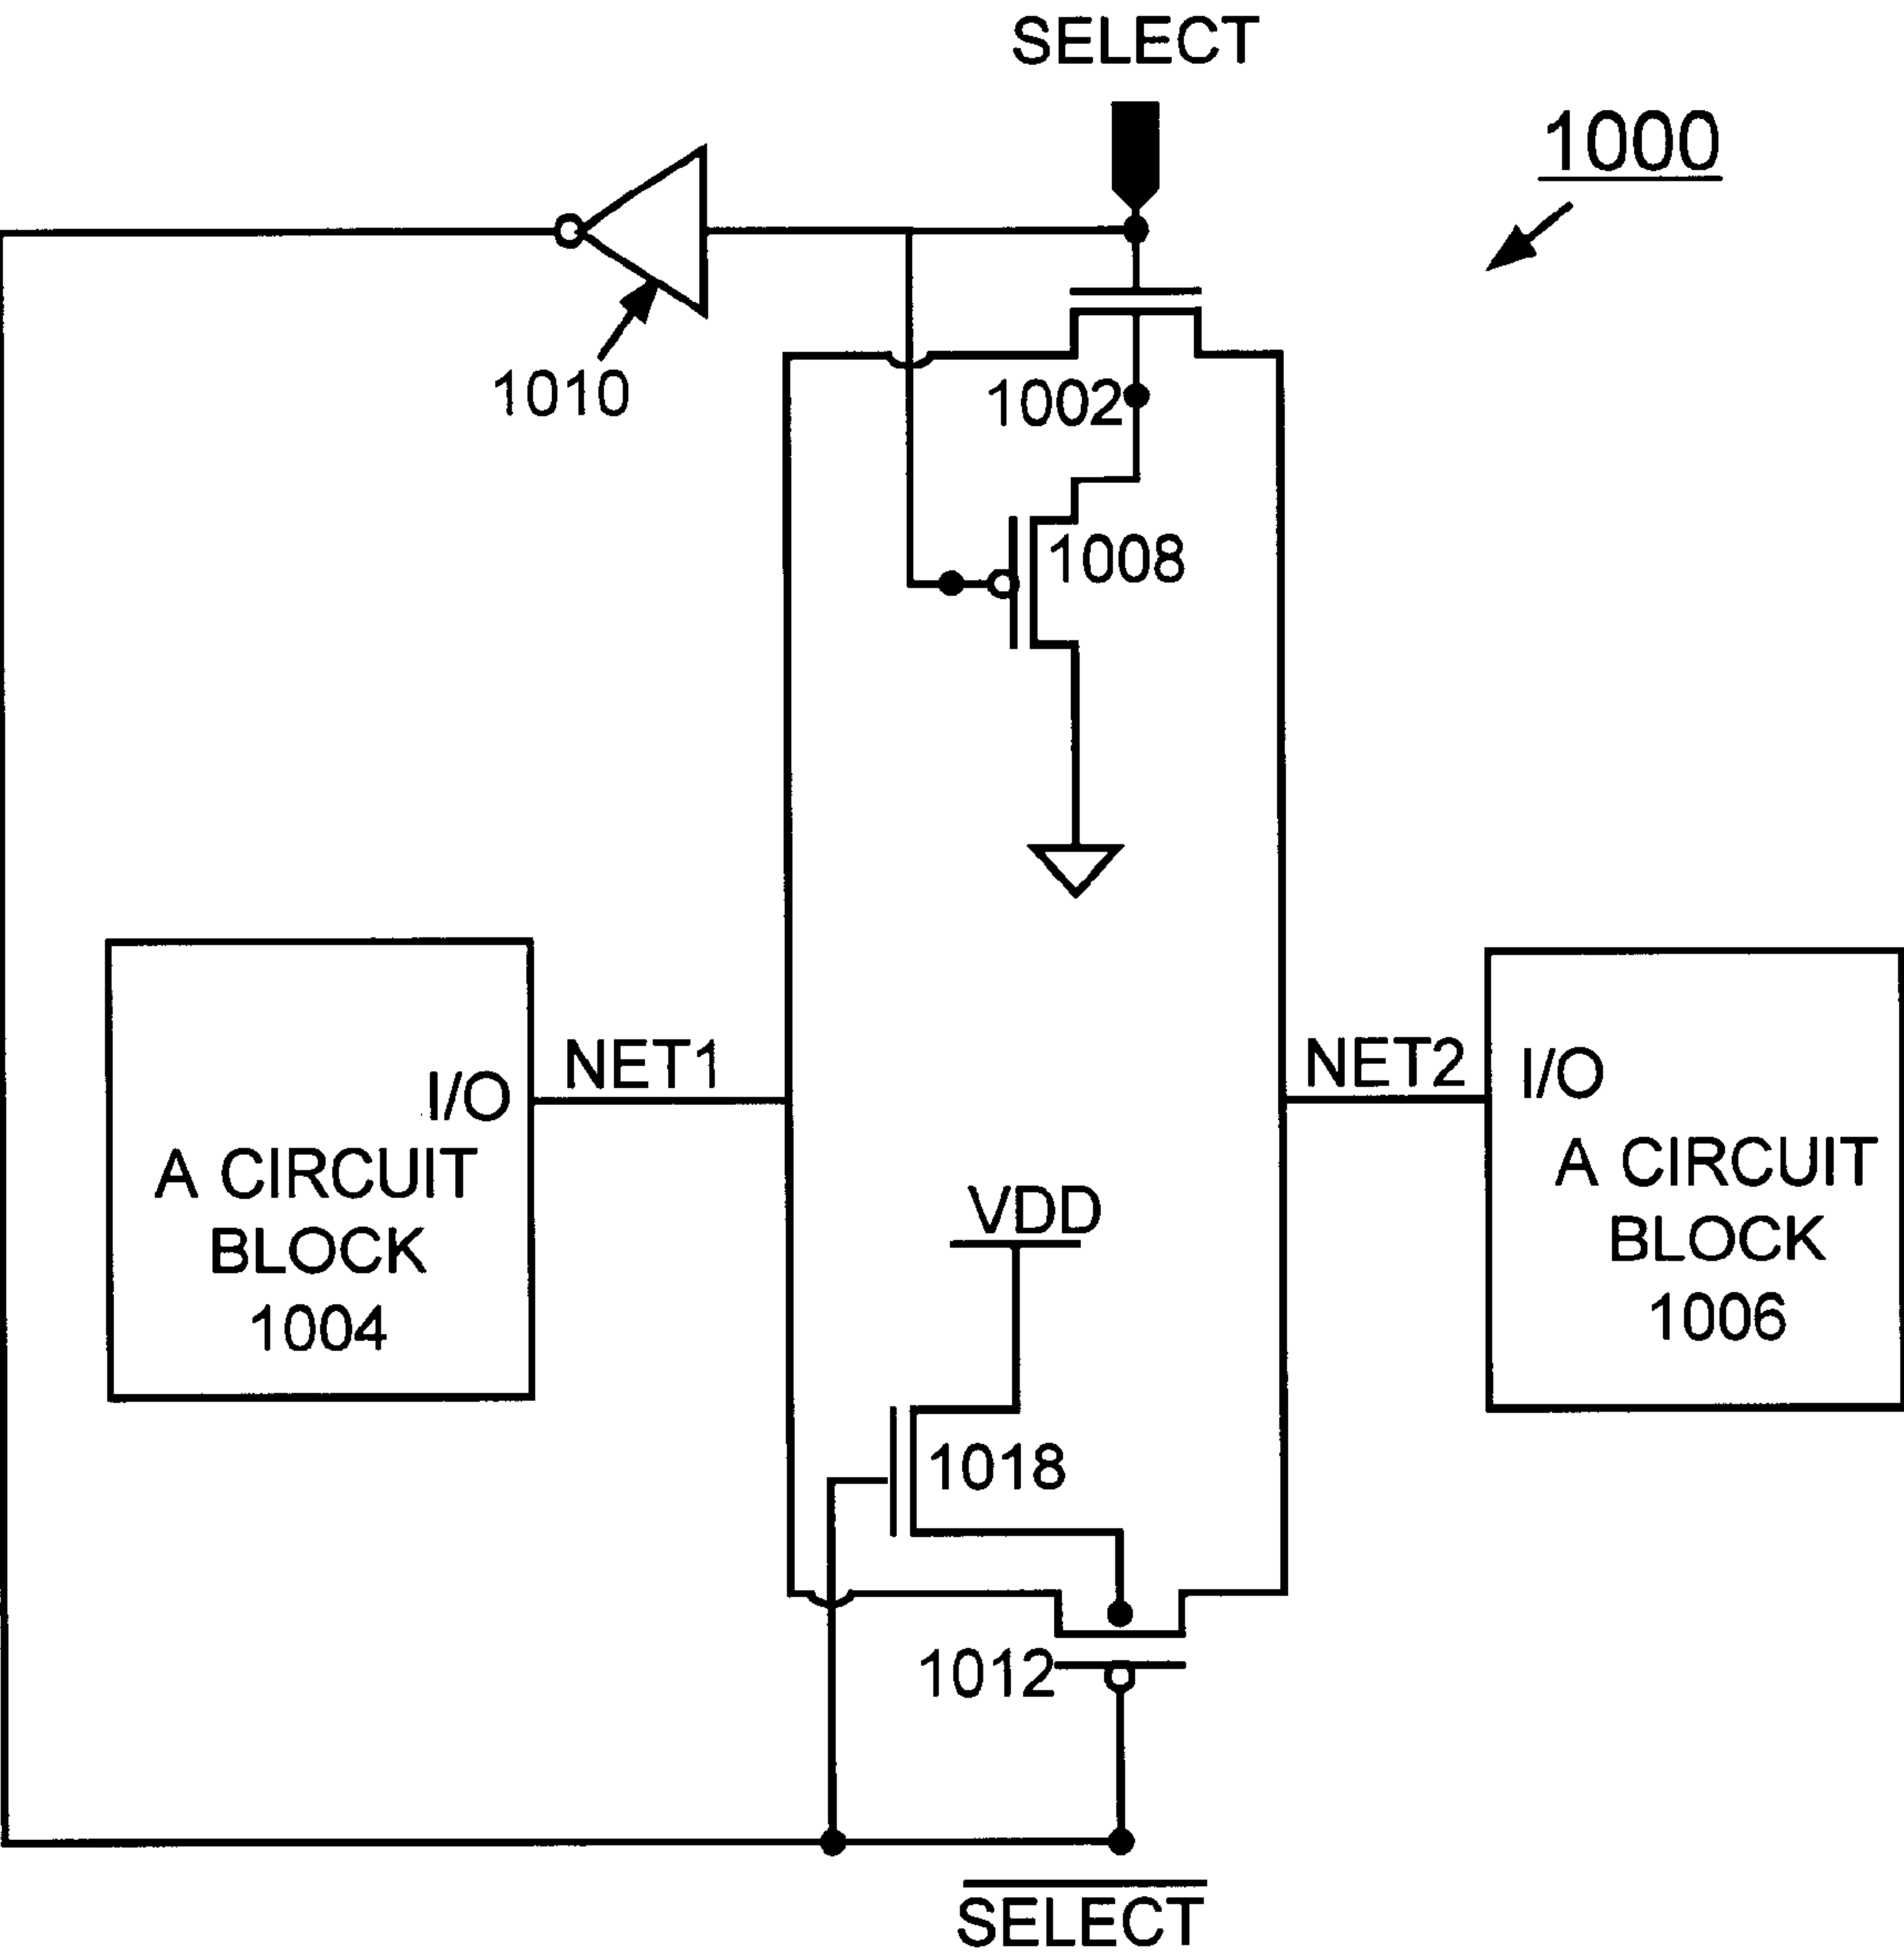 SELECT
1000
1010
1002
1008
NET1
NET2
I/O
A CIRCUIT
BLOCK
1004
I/O
A CIRCUIT
BLOCK
1006
VDD
1018
1012
SELECT